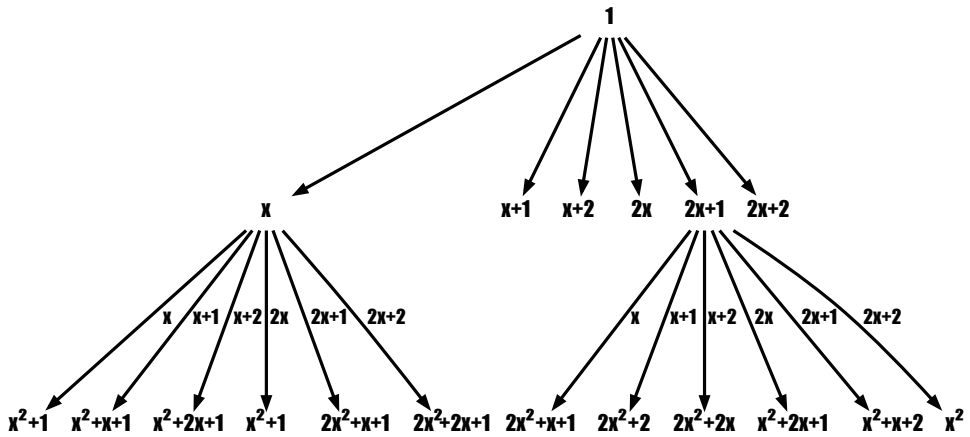 1
x x+1 x+2 2x 2x+1 2x+2
x x+1 x+2 2x 2x+1 2x+2 x x+1 x+2 2x 2x+1 2x+2
x²+1 x²+x+1 x²+2x+1 x²+1 2x²+x+1 2x²+2x+1 2x²+x+1 2x²+2 2x²+2x x²+2x+1 x²+x+2 x²